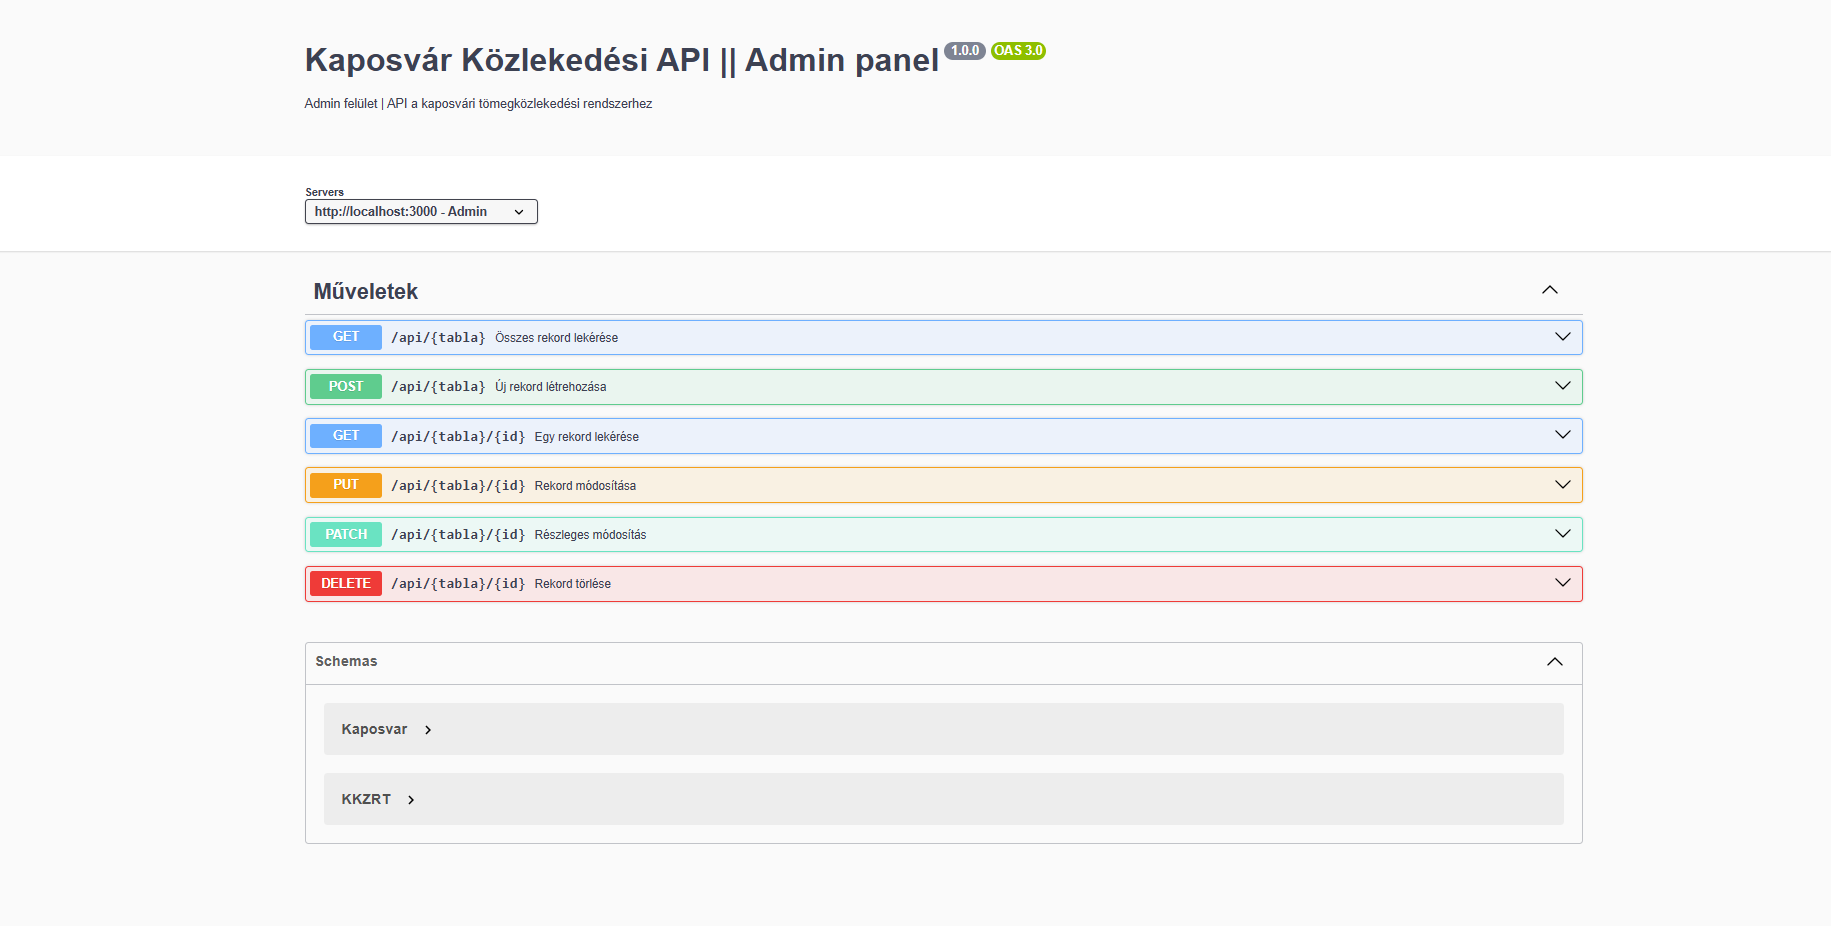 Kaposvár Közlekedési API || Admin panel 1.0.0 OAS 3.0
Admin felület | API a kaposvári tömegközlekedési rendszerhez
Servers
http://localhost:3000 - Admin
Műveletek
GET /api/{tabla} Összes rekord lekérése
POST /api/{tabla} Új rekord létrehozása
GET /api/{tabla}/{id} Egy rekord lekérése
PUT /api/{tabla}/{id} Rekord módosítása
PATCH /api/{tabla}/{id} Részleges módosítás
DELETE /api/{tabla}/{id} Rekord törlése
Schemas
Kaposvar
KKZRT